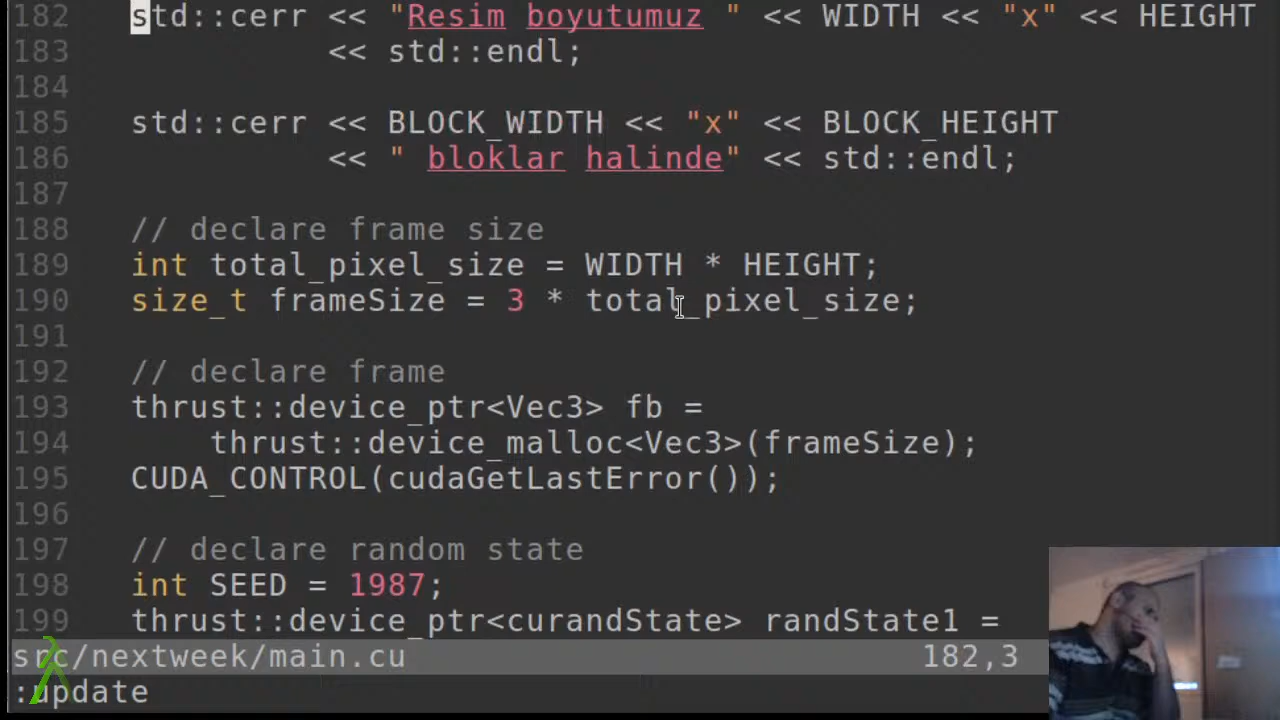 182 std::cerr << "Resim boyutumuz " << WIDTH << "x" << HEIGHT
183 << std::endl;
184
185 std::cerr << BLOCK_WIDTH << "x" << BLOCK_HEIGHT
186 << " bloklar halinde" << std::endl;
187
188 // declare frame size
189 int total_pixel_size = WIDTH * HEIGHT;
190 size_t frameSize = 3 * total_pixel_size;
191
192 // declare frame
193 thrust::device_ptr<Vec3> fb =
194 thrust::device_malloc<Vec3>(frameSize);
195 CUDA_CONTROL(cudaGetLastError());
196
197 // declare random state
198 int SEED = 1987;
199 thrust::device_ptr<curandState> randState1 =
src/nextweek/main.cu 182,3
:update